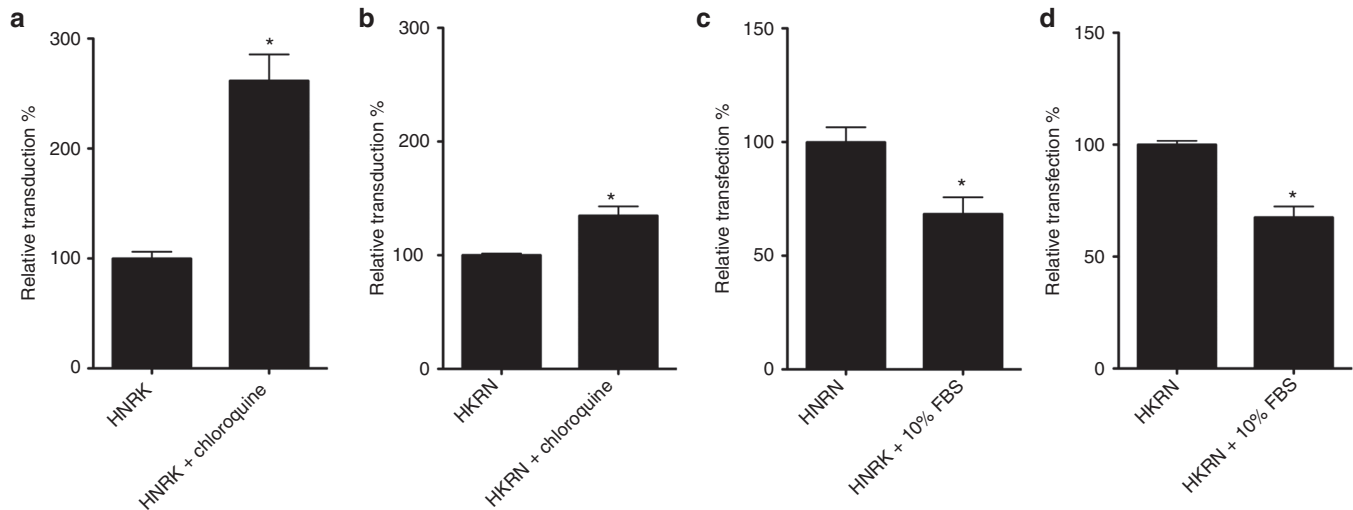 a
300
200
100
0
Relative transduction %
*
HNRK
HNRK + chloroquine
b
300
200
100
0
Relative transduction %
*
HKRN
HKRN + chloroquine
c
150
100
50
0
Relative transfection %
*
HNRN
HNRK + 10% FBS
d
150
100
50
0
Relative transfection %
*
HKRN
HKRN + 10% FBS